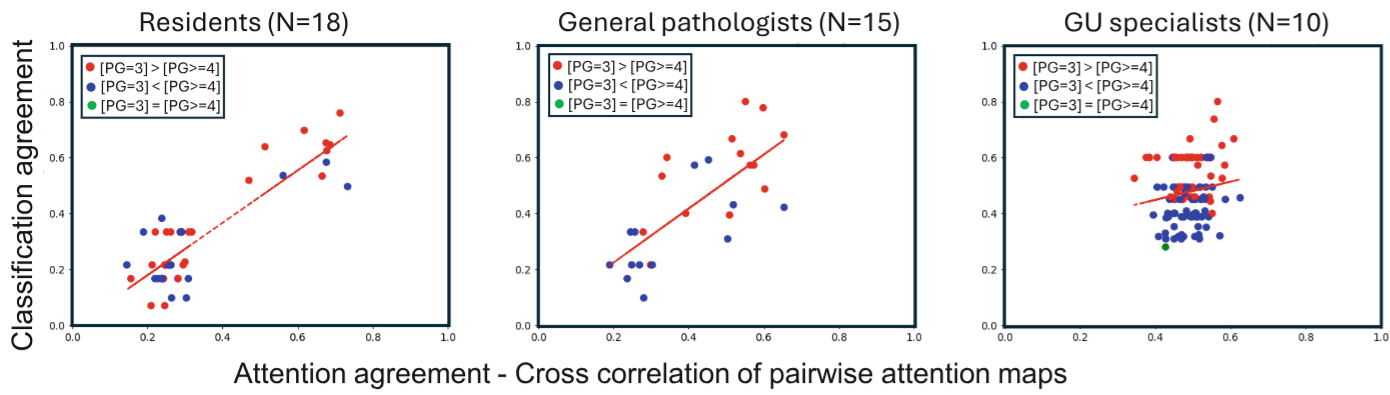 Residents (N=18)
General pathologists (N=15)
GU specialists (N=10)
Classification agreement
1.0
0.8
0.6
0.4
0.2
0.0
[PG=3] > [PG>=4]
[PG=3] < [PG>=4]
[PG=3] = [PG>=4]
0.0 0.2 0.4 0.6 0.8 1.0
1.0
0.8
0.6
0.4
0.2
0.0
[PG=3] > [PG>=4]
[PG=3] < [PG>=4]
[PG=3] = [PG>=4]
0.0 0.2 0.4 0.6 0.8 1.0
1.0
0.8
0.6
0.4
0.2
0.0
[PG=3] > [PG>=4]
[PG=3] < [PG>=4]
[PG=3] = [PG>=4]
0.0 0.2 0.4 0.6 0.8 1.0
Attention agreement - Cross correlation of pairwise attention maps